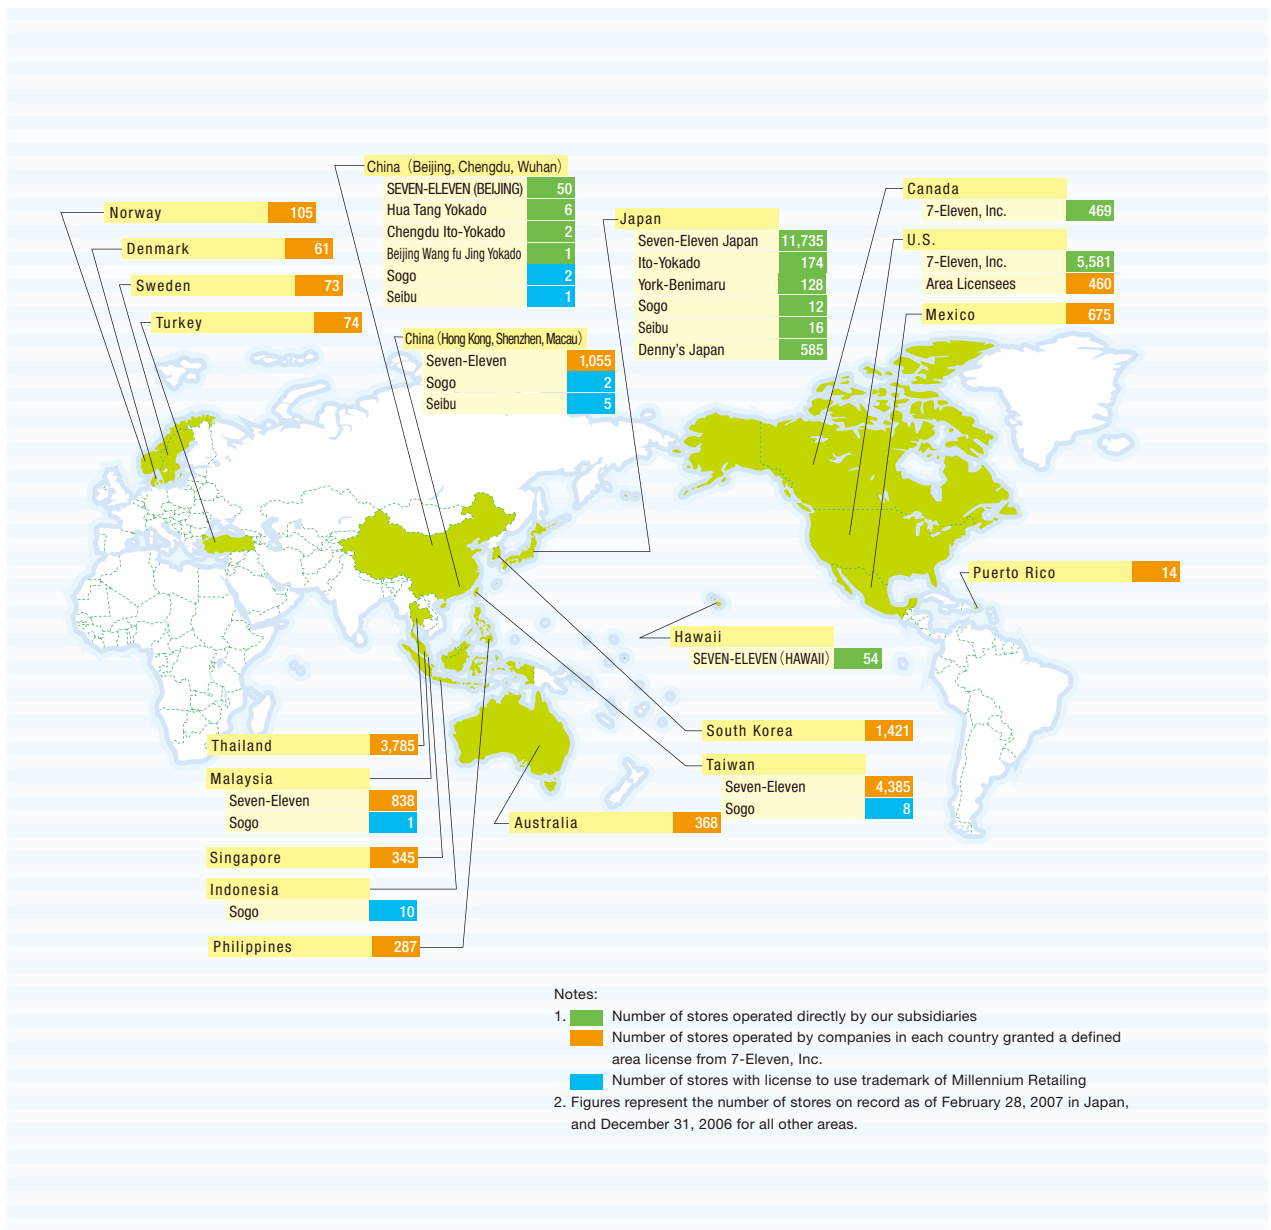 China (Beijing, Chengdu, Wuhan)
SEVEN-ELEVEN (BEIJING) 50
Hua Tang Yokado 6
Chengdu Ito-Yokado 2
Beijing Wang fu Jing Yokado 1
Sogo 2
Seibu 1
Norway 105
Denmark 61
Sweden 73
Turkey 74
China (Hong Kong, Shenzhen, Macau)
Seven-Eleven 1,055
Sogo 2
Seibu 5
Japan
Seven-Eleven Japan 11,735
Ito-Yokado 174
York-Benimaru 128
Sogo 12
Seibu 16
Denny's Japan 585
Canada
7-Eleven, Inc. 469
U.S.
7-Eleven, Inc. 5,581
Area Licensees 460
Mexico 675
Puerto Rico 14
Hawaii
SEVEN-ELEVEN (HAWAII) 54
South Korea 1,421
Taiwan
Seven-Eleven 4,385
Sogo 8
Australia 368
Thailand 3,785
Malaysia
Seven-Eleven 838
Sogo 1
Singapore 345
Indonesia
Sogo 10
Philippines 287
Notes:
1. Number of stores operated directly by our subsidiaries
Number of stores operated by companies in each country granted a defined
area license from 7-Eleven, Inc.
Number of stores with license to use trademark of Millennium Retailing
2. Figures represent the number of stores on record as of February 28, 2007 in Japan,
and December 31, 2006 for all other areas.